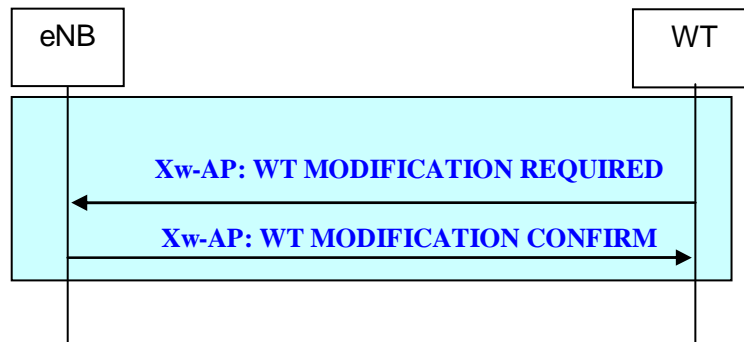 eNB
WT
Xw-AP: WT MODIFICATION REQUIRED
Xw-AP: WT MODIFICATION CONFIRM